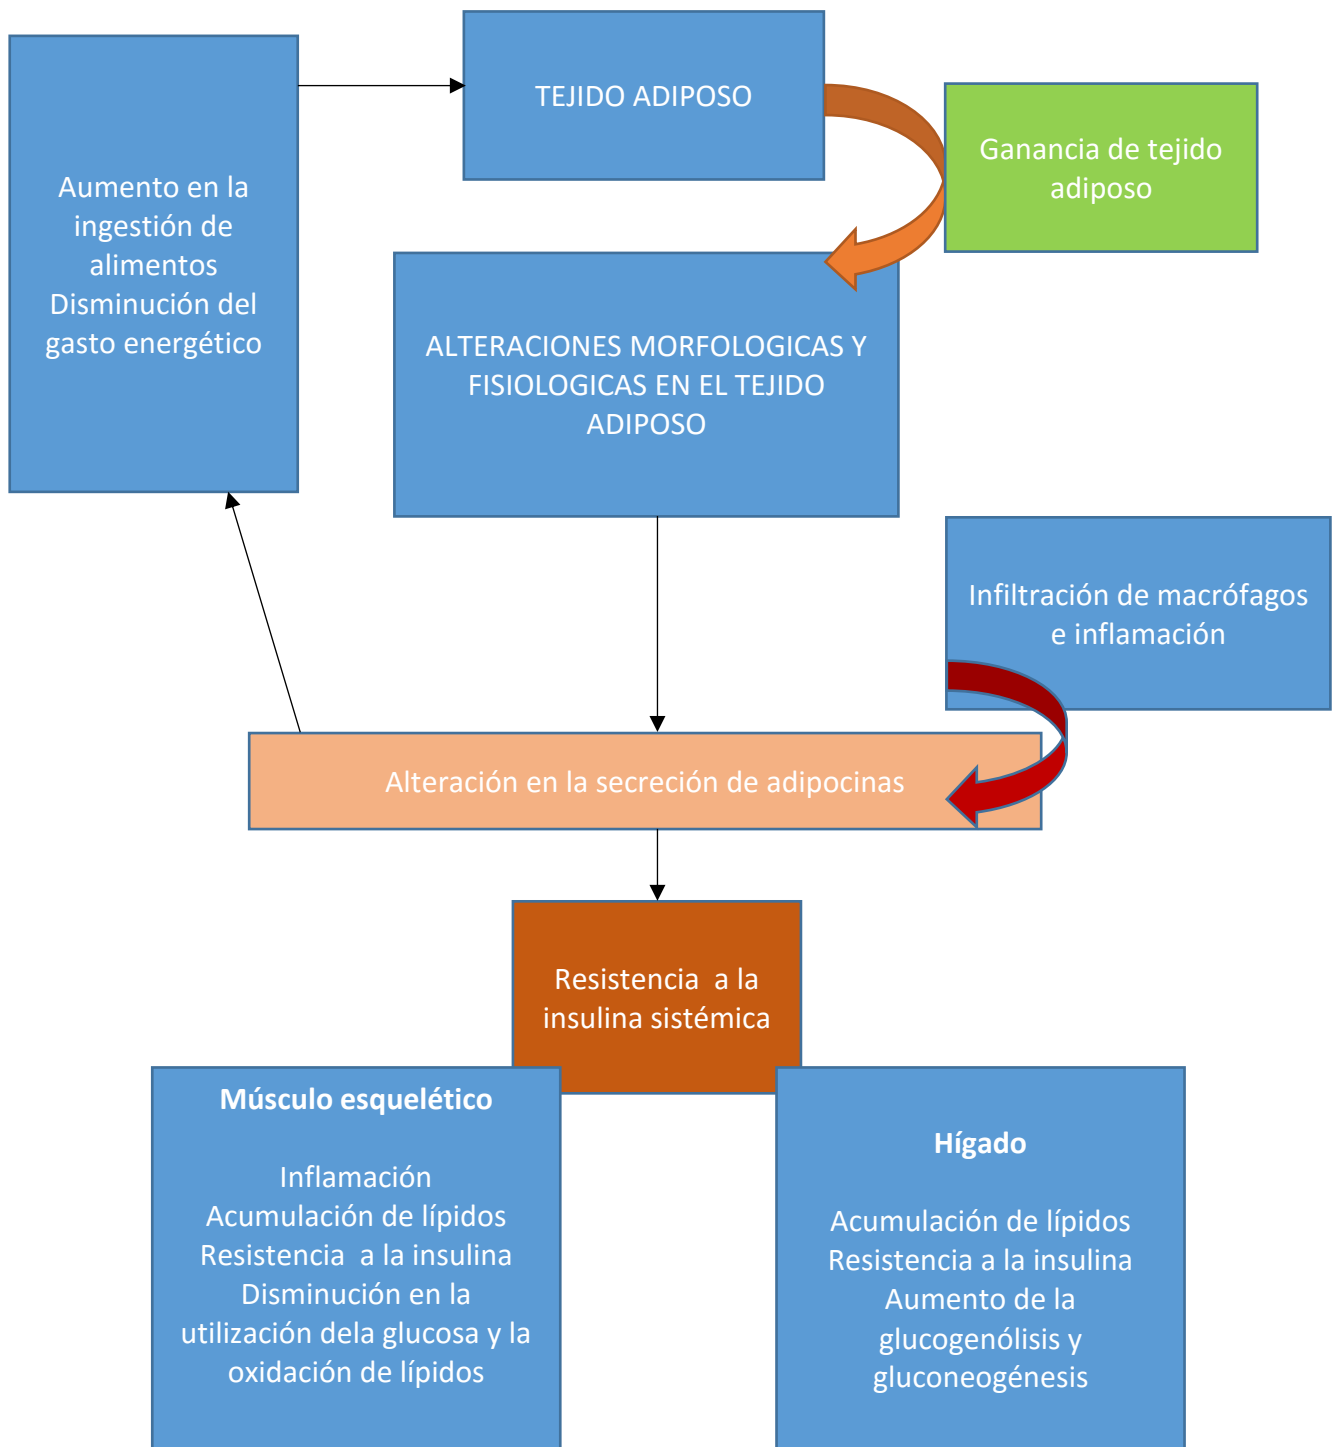 TEJIDO ADIPOSO
Ganancia de tejido
adiposo
Aumento en la
ingestión de
alimentos
Disminución del
gasto energético
ALTERACIONES MORFOLOGICAS Y
FISIOLOGICAS EN EL TEJIDO
ADIPOSO
Infiltración de macrófagos
e inflamación
Alteración en la secreción de adipocinas
Resistencia  a la
insulina sistémica
Músculo esquelético
Inflamación
Acumulación de lípidos
Resistencia  a la insulina
Disminución en la
utilización dela glucosa y la
oxidación de lípidos
Hígado
Acumulación de lípidos
Resistencia a la insulina
Aumento de la
glucogenólisis y
gluconeogénesis